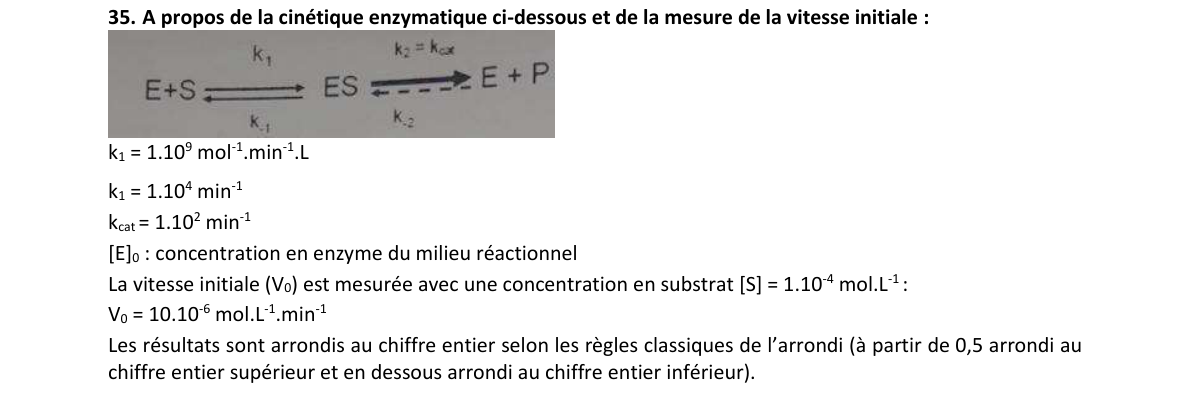 35. A propos de la cinétique enzymatique ci-dessous et de la mesure de la vitesse initiale :
k₁ k₂ = kcat
E+S ES E + P
k₋₁ k₋₂
k₁ = 1.10⁹ mol⁻¹.min⁻¹.L
k₁ = 1.10⁴ min⁻¹
kcat = 1.10² min⁻¹
[E]₀ : concentration en enzyme du milieu réactionnel
La vitesse initiale (V₀) est mesurée avec une concentration en substrat [S] = 1.10⁻⁴ mol.L⁻¹ :
V₀ = 10.10⁻⁶ mol.L⁻¹.min⁻¹
Les résultats sont arrondis au chiffre entier selon les règles classiques de l’arrondi (à partir de 0,5 arrondi au
chiffre entier supérieur et en dessous arrondi au chiffre entier inférieur).